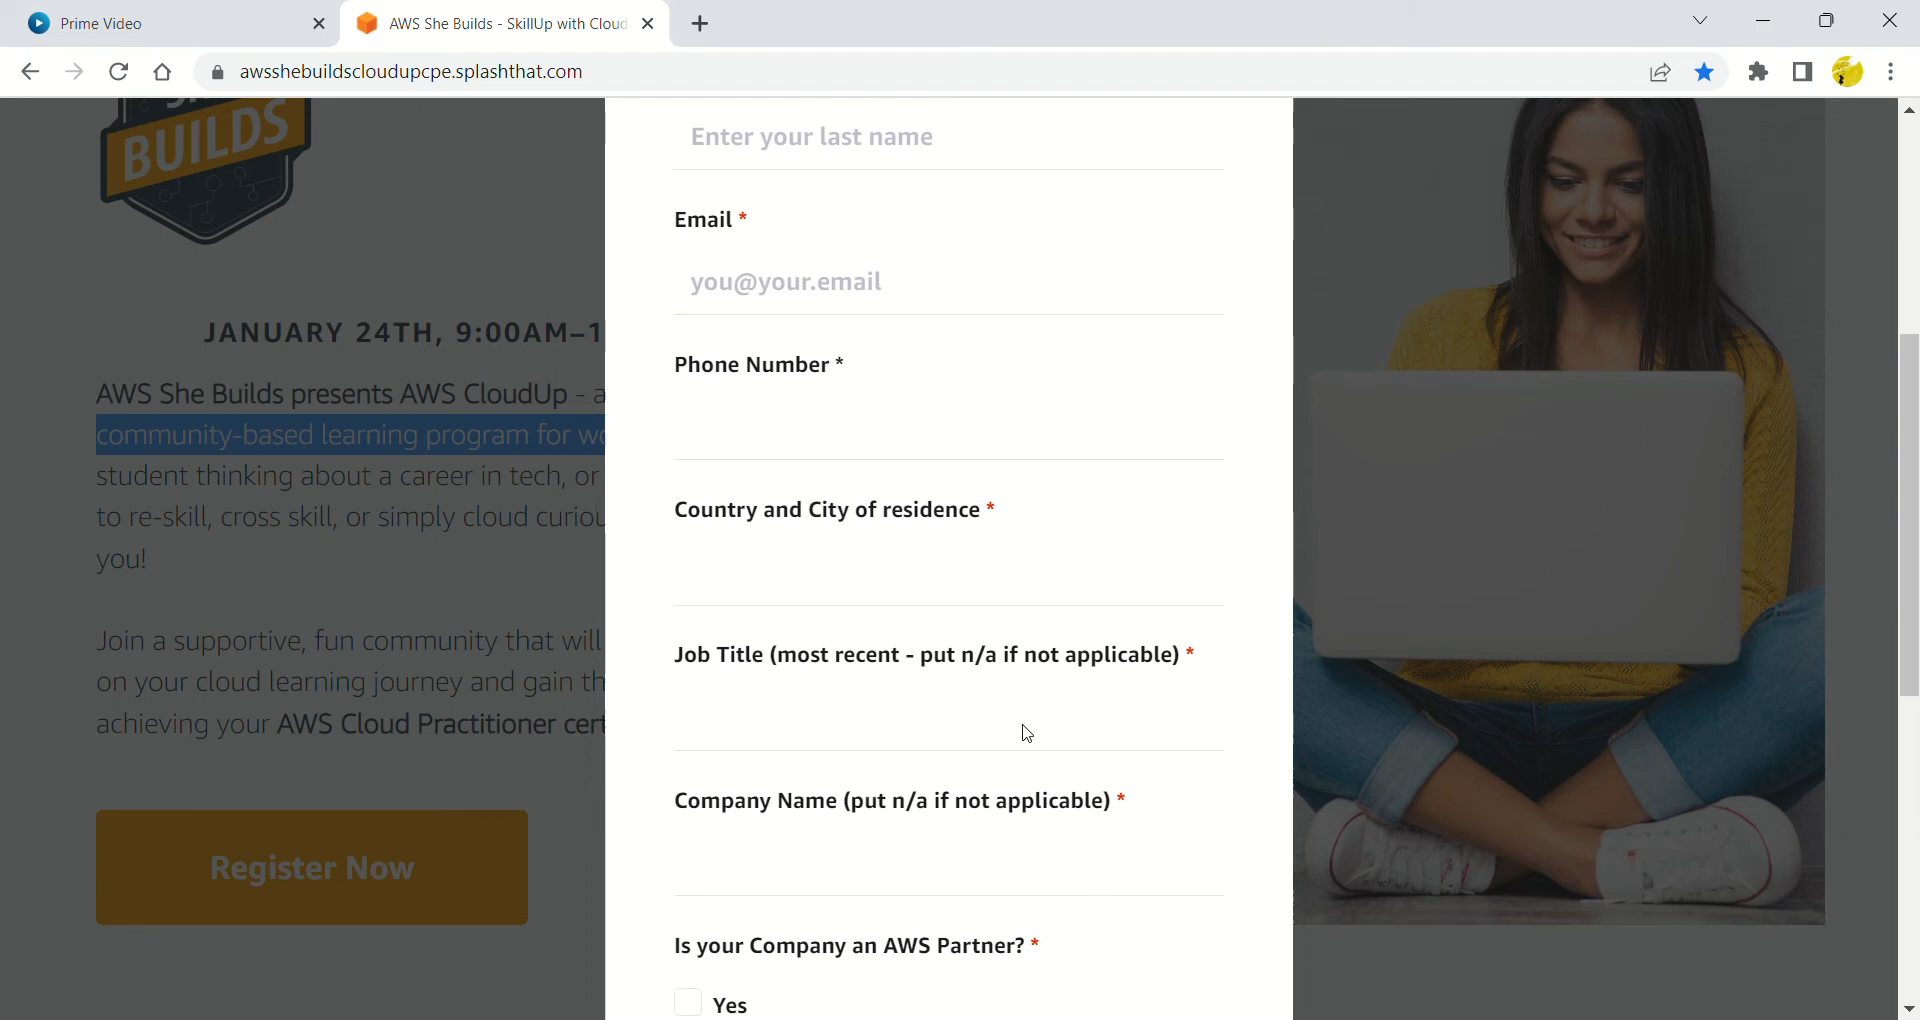 Prime Video
AWS She Builds - SkillUp with Cloud
awsshebuildscloudupcpe.splashthat.com
BUILDS
JANUARY 24TH, 9:00AM–1
AWS She Builds presents AWS CloudUp - a
community-based learning program for wo
student thinking about a career in tech, or
to re-skill, cross skill, or simply cloud curiou
you!
Join a supportive, fun community that will
on your cloud learning journey and gain th
achieving your AWS Cloud Practitioner cert
Register Now
Enter your last name
Email *
you@your.email
Phone Number *
Country and City of residence *
Job Title (most recent - put n/a if not applicable) *
Company Name (put n/a if not applicable) *
Is your Company an AWS Partner? *
Yes